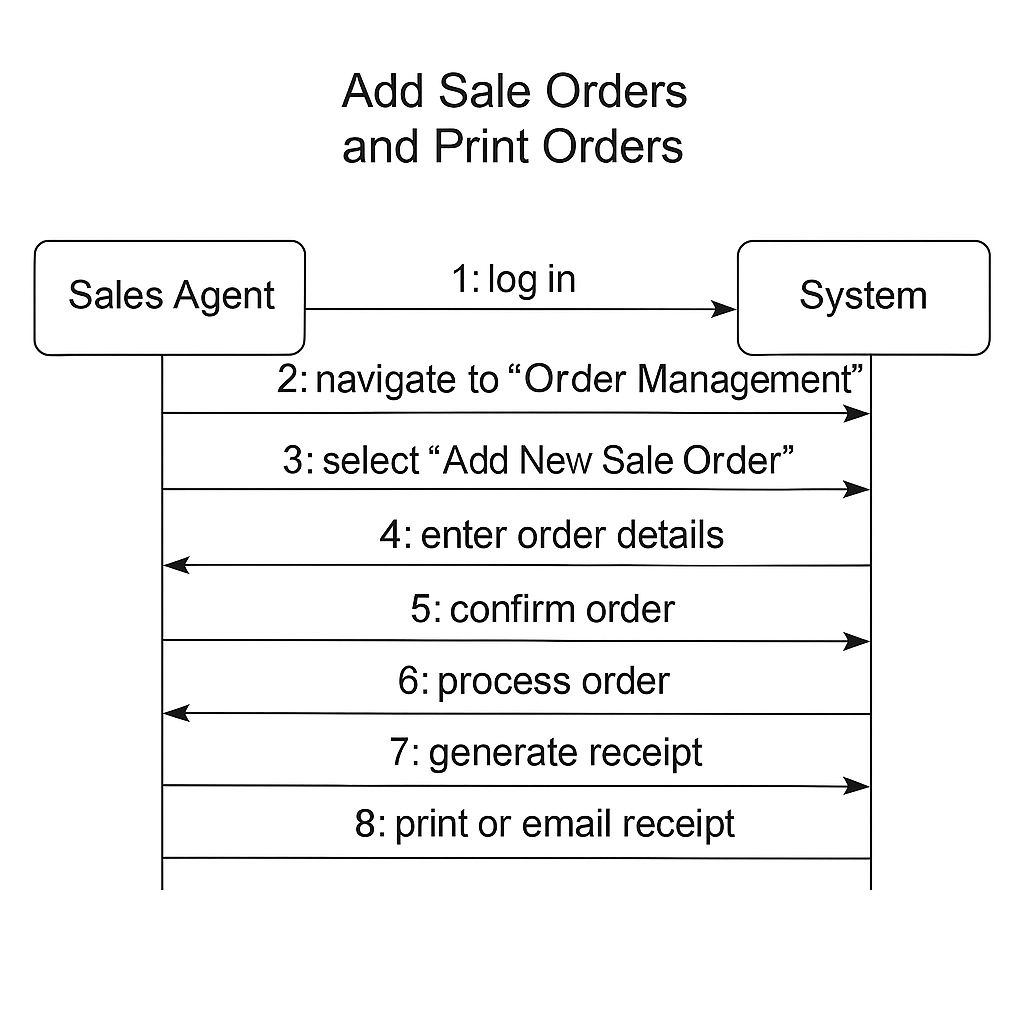 Add Sale Orders
and Print Orders
Sales Agent
1: log in
System
2: navigate to “Order Management”
3: select “Add New Sale Order”
4: enter order details
5: confirm order
6: process order
7: generate receipt
8: print or email receipt